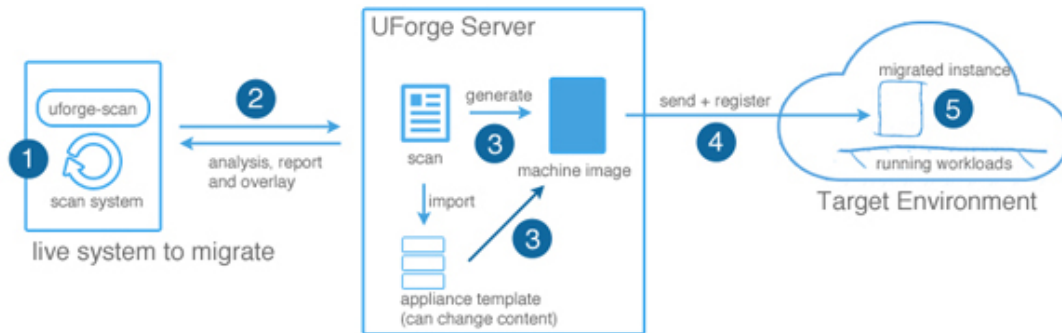 UForge Server
uforge-scan
1
scan system
live system to migrate
2
analysis, report
and overlay
scan
generate
3
machine image
import
3
appliance template
(can change content)
send + register
4
migrated instance
5
running workloads
Target Environment